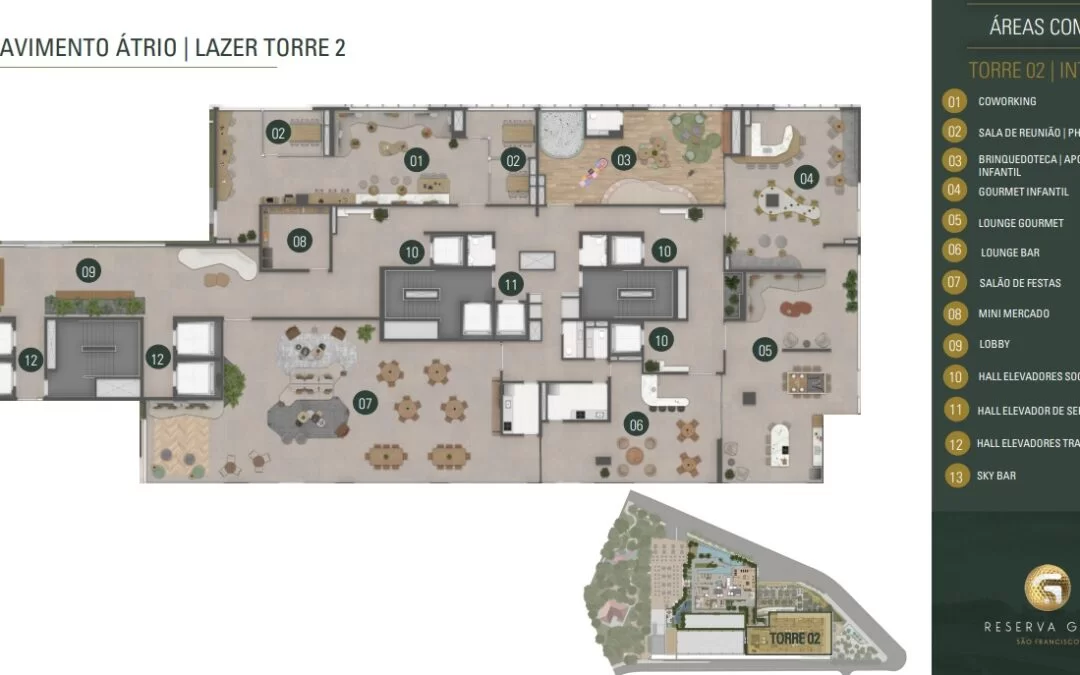 AVIMENTO ÁTRIO | LAZER TORRE 2
ÁREAS COM
TORRE 02 | INT
01 COWORKING
02 SALA DE REUNIÃO | PH
03 BRINQUEDOTECA | APO
INFANTIL
04 GOURMET INFANTIL
05 LOUNGE GOURMET
06 LOUNGE BAR
07 SALÃO DE FESTAS
08 MINI MERCADO
09 LOBBY
10 HALL ELEVADORES SOC
11 HALL ELEVADOR DE SER
12 HALL ELEVADORES TRA
13 SKY BAR
02
01
02
03
04
08
10
10
09
11
12
12
10
05
07
06
TORRE 02
RESERVA G
SÃO FRANCISCO